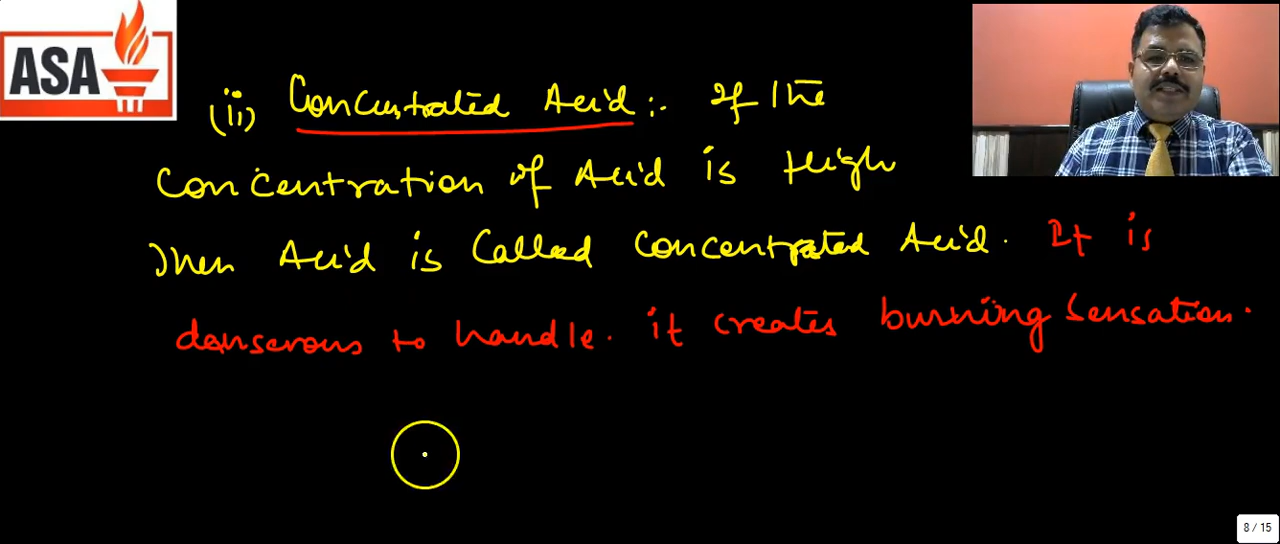 ASA
(ii) Concentrated Acid :- If the
Concentration of Acid is High
Then Acid is Called Concentrated Acid. It is
dangerous to handle. it creates burning sensation.
8 / 15